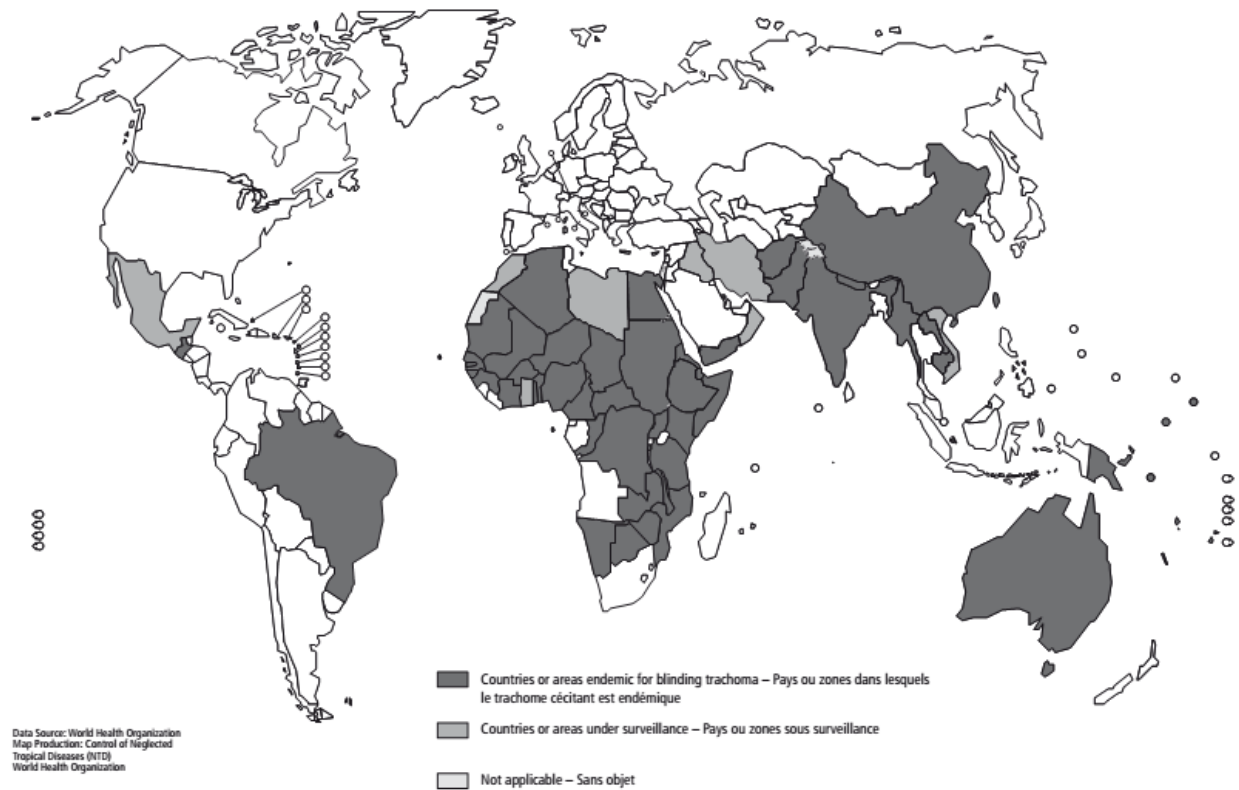 Countries or areas endemic for blinding trachoma – Pays ou zones dans lesquels
le trachome cécitant est endémique
Countries or areas under surveillance – Pays ou zones sous surveillance
Not applicable – Sans objet
Data Source: World Health Organization
Map Production: Control of Neglected
Tropical Diseases (NTD)
World Health Organization